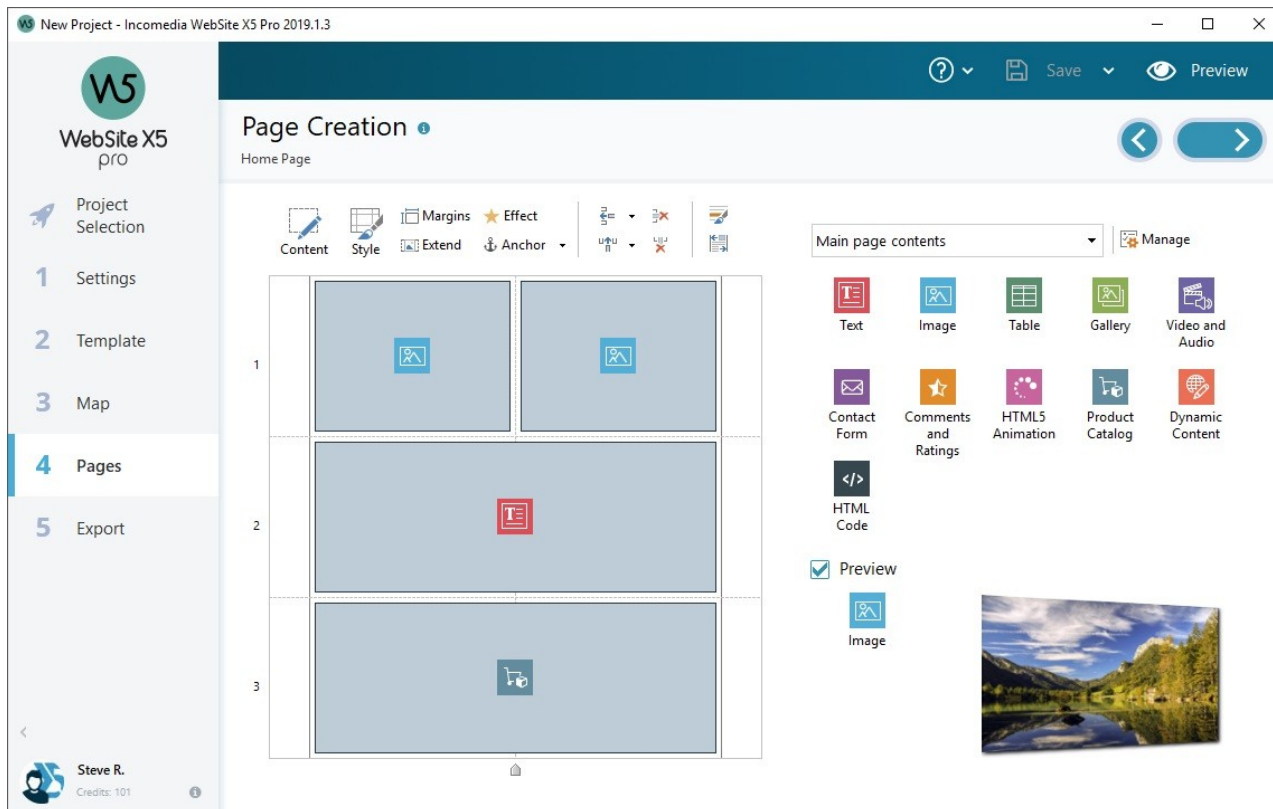 New Project - Incomedia WebSite X5 Pro 2019.1.3
W5
WebSite X5
pro
Save
Preview
Page Creation
Home Page
Project
Selection
1 Settings
2 Template
3 Map
4 Pages
5 Export
Content
Style
Margins
Effect
Extend
Anchor
Main page contents
Manage
1
2
3
Text
Image
Table
Gallery
Video and
Audio
Contact
Form
Comments
and
Ratings
HTML5
Animation
Product
Catalog
Dynamic
Content
HTML
Code
Preview
Image
Steve R.
Credits: 101